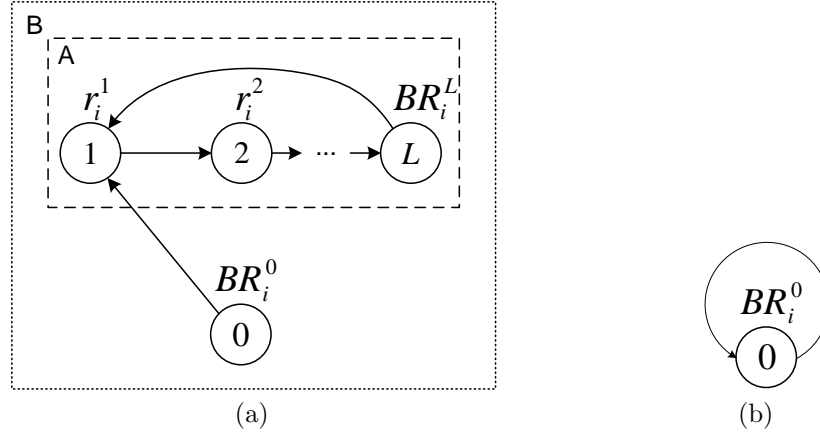 B
A
r_i^1 r_i^2 BR_i^L
1 2 ... L
BR_i^0 BR_i^0
0 0
(a) (b)